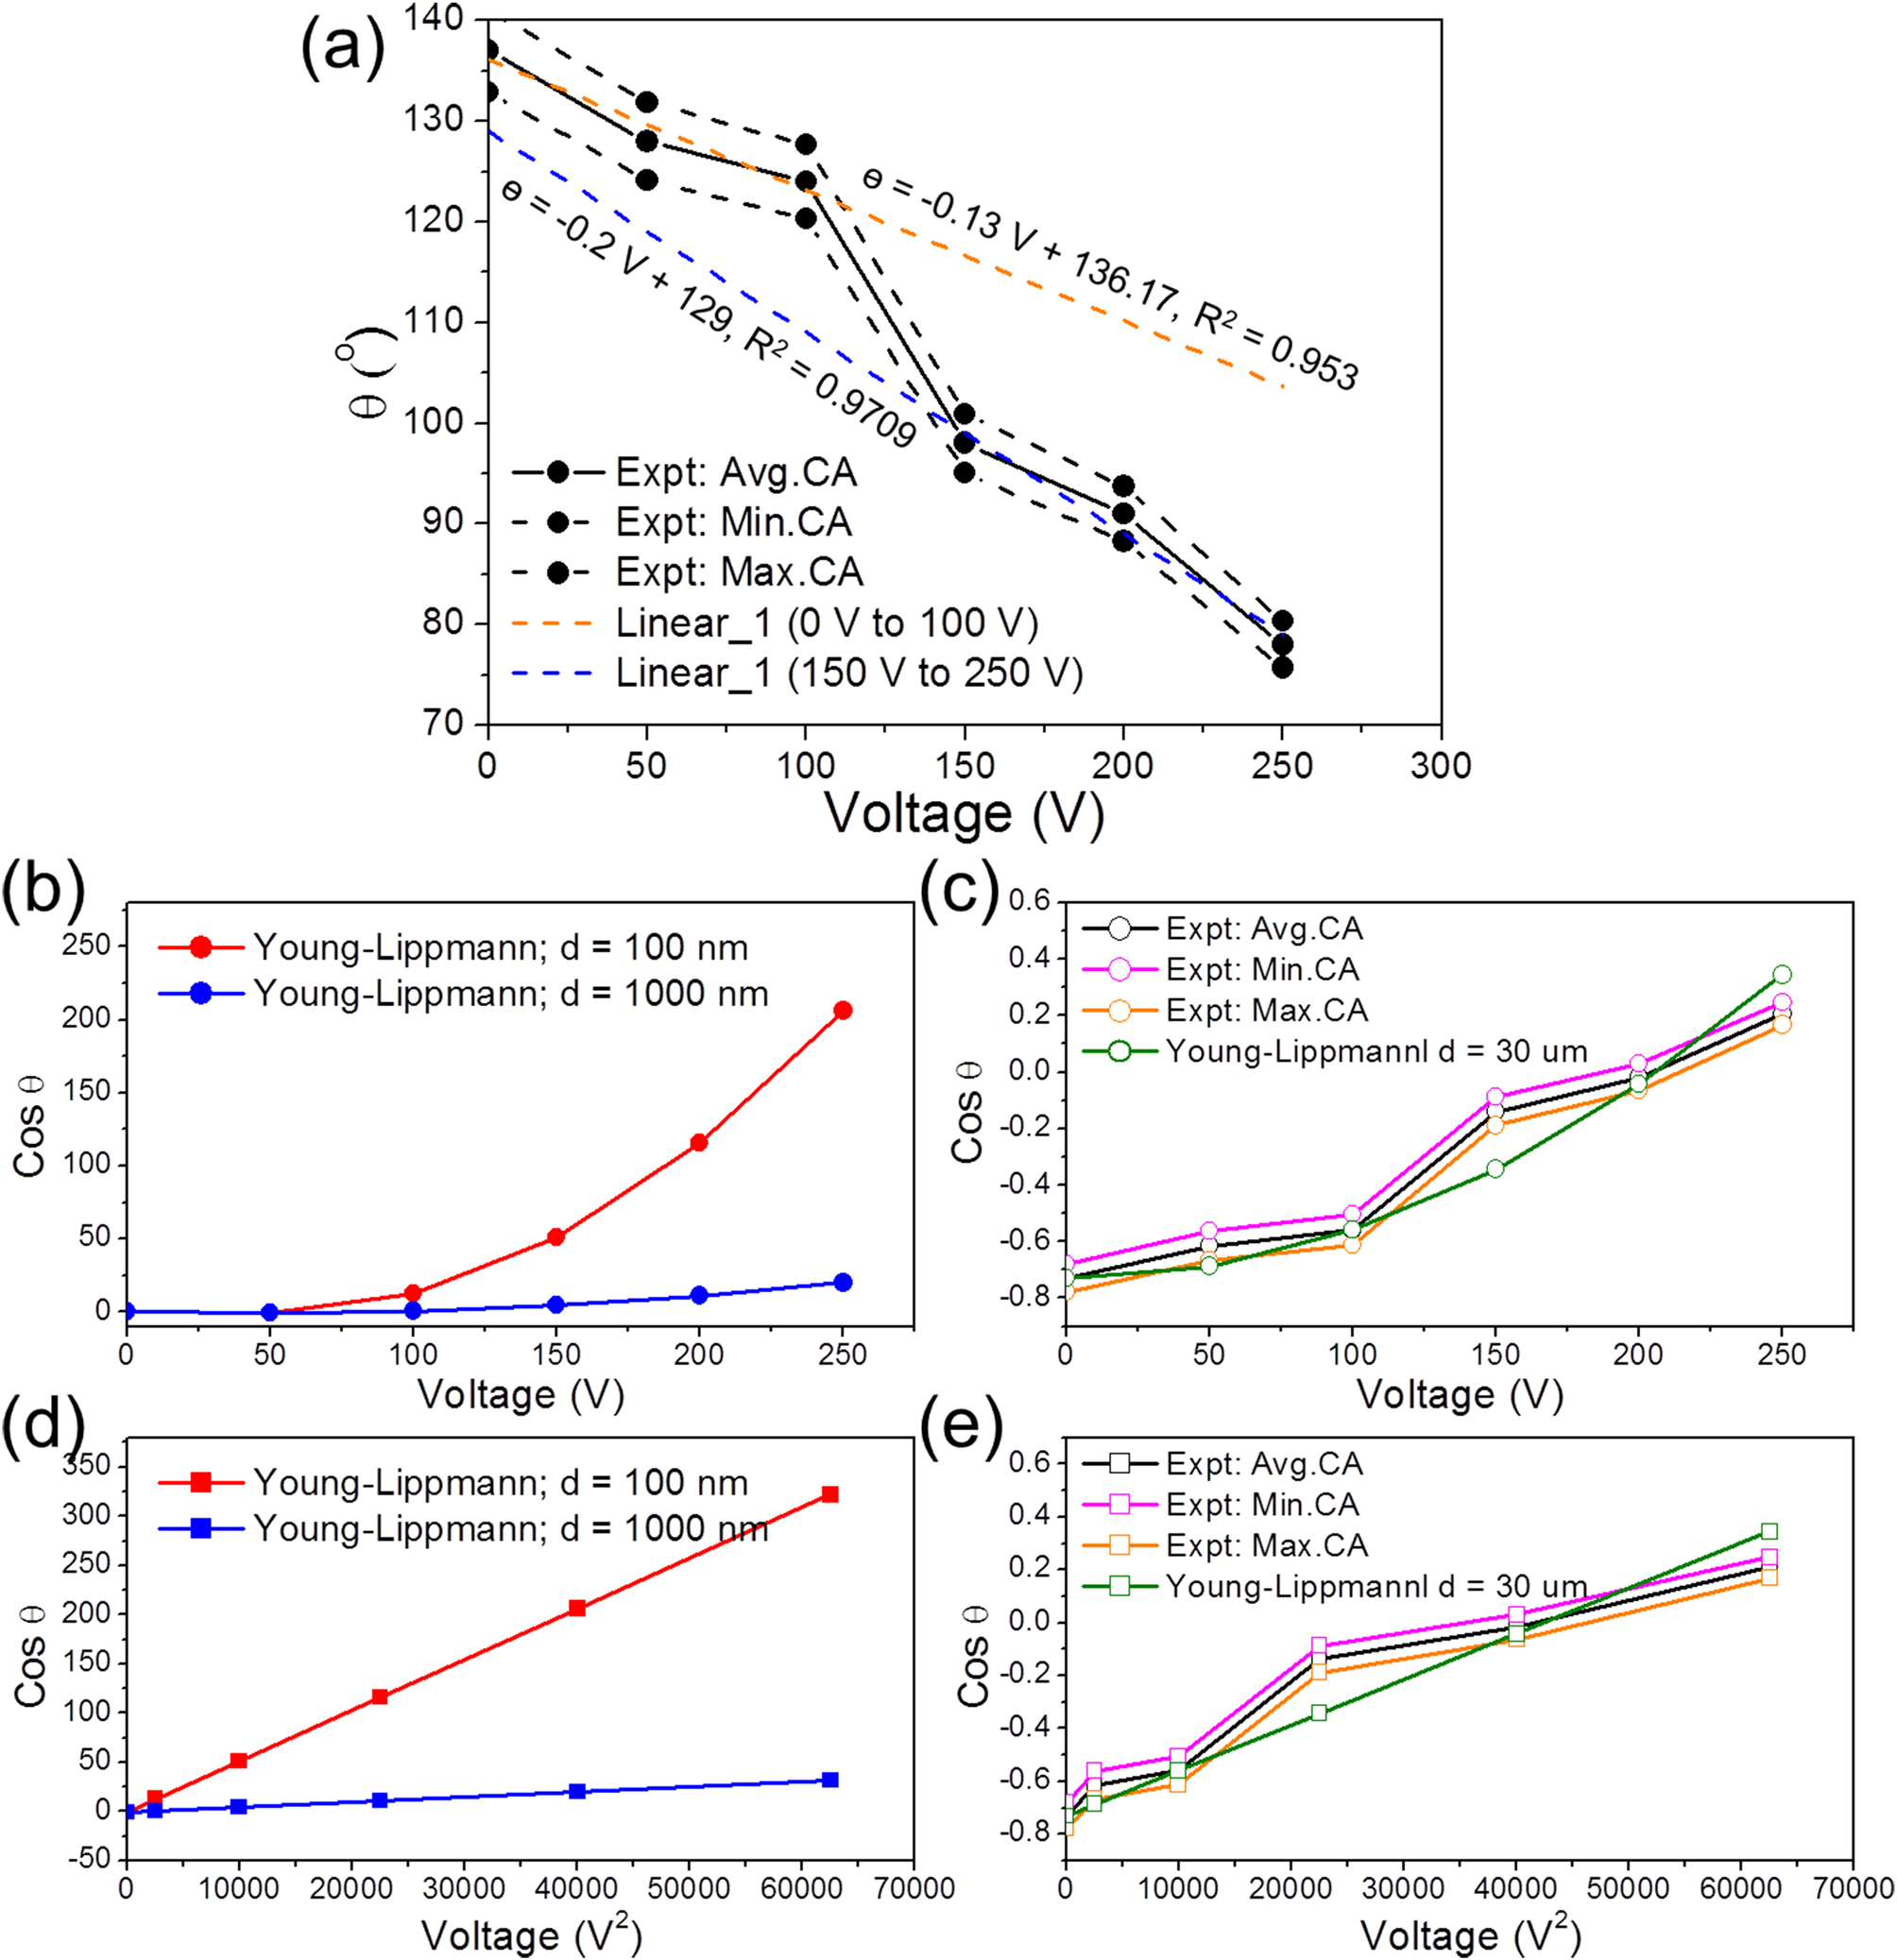 (a)
140
130
120
110
100
90
80
70
θ (°)
ɵ = -0.13 V + 136.17, R² = 0.953
ɵ = -0.2 V + 129, R² = 0.9709
Expt: Avg.CA
Expt: Min.CA
Expt: Max.CA
Linear_1 (0 V to 100 V)
Linear_1 (150 V to 250 V)
0 50 100 150 200 250 300
Voltage (V)
(b)
250
200
150
100
50
0
Cos θ
Young-Lippmann; d = 100 nm
Young-Lippmann; d = 1000 nm
0 50 100 150 200 250
Voltage (V)
(c)
0.6
0.4
0.2
0.0
-0.2
-0.4
-0.6
-0.8
Cos θ
Expt: Avg.CA
Expt: Min.CA
Expt: Max.CA
Young-Lippmannl d = 30 um
0 50 100 150 200 250
Voltage (V)
(d)
350
300
250
200
150
100
50
0
-50
Cos θ
Young-Lippmann; d = 100 nm
Young-Lippmann; d = 1000 nm
0 10000 20000 30000 40000 50000 60000 70000
Voltage (V²)
(e)
0.6
0.4
0.2
0.0
-0.2
-0.4
-0.6
-0.8
Cos θ
Expt: Avg.CA
Expt: Min.CA
Expt: Max.CA
Young-Lippmannl d = 30 um
0 10000 20000 30000 40000 50000 60000 70000
Voltage (V²)